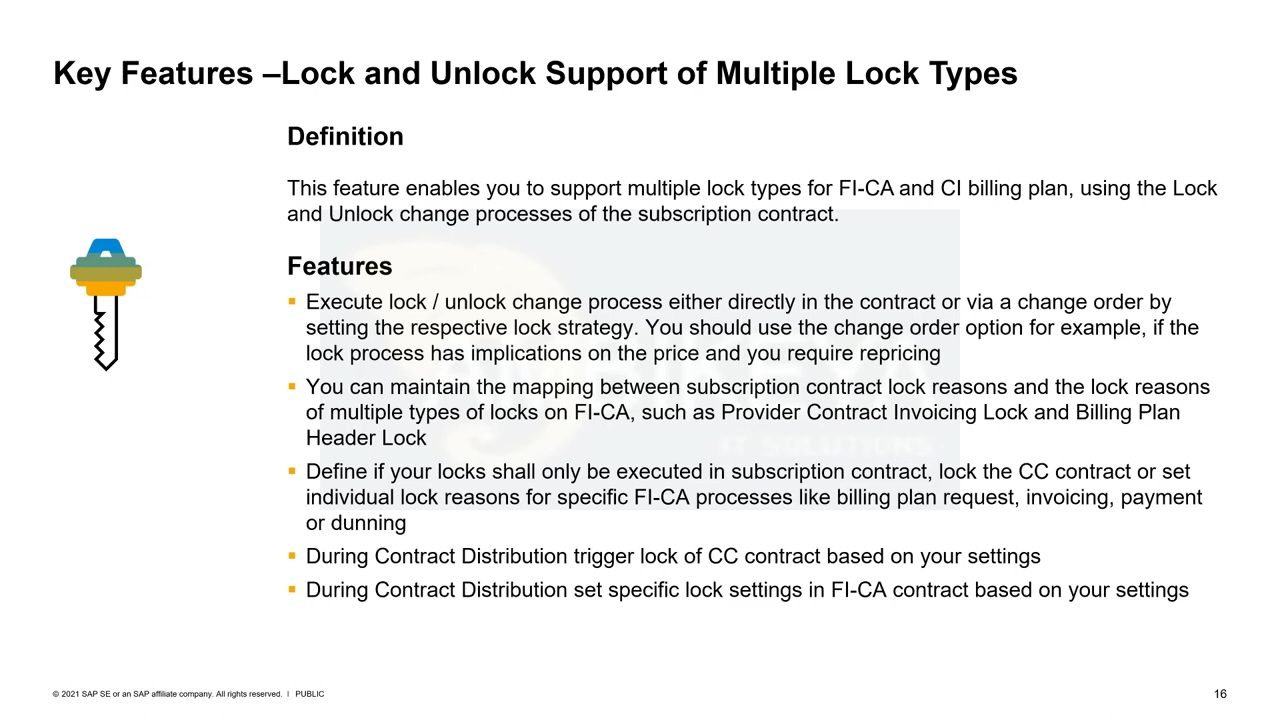 Key Features –Lock and Unlock Support of Multiple Lock Types
Definition
This feature enables you to support multiple lock types for FI-CA and CI billing plan, using the Lock
and Unlock change processes of the subscription contract.
Features
▪ Execute lock / unlock change process either directly in the contract or via a change order by
setting the respective lock strategy. You should use the change order option for example, if the
lock process has implications on the price and you require repricing
▪ You can maintain the mapping between subscription contract lock reasons and the lock reasons
of multiple types of locks on FI-CA, such as Provider Contract Invoicing Lock and Billing Plan
Header Lock
▪ Define if your locks shall only be executed in subscription contract, lock the CC contract or set
individual lock reasons for specific FI-CA processes like billing plan request, invoicing, payment
or dunning
▪ During Contract Distribution trigger lock of CC contract based on your settings
▪ During Contract Distribution set specific lock settings in FI-CA contract based on your settings
IT SOLUTIONS
© 2021 SAP SE or an SAP affiliate company. All rights reserved. ǀ PUBLIC
16